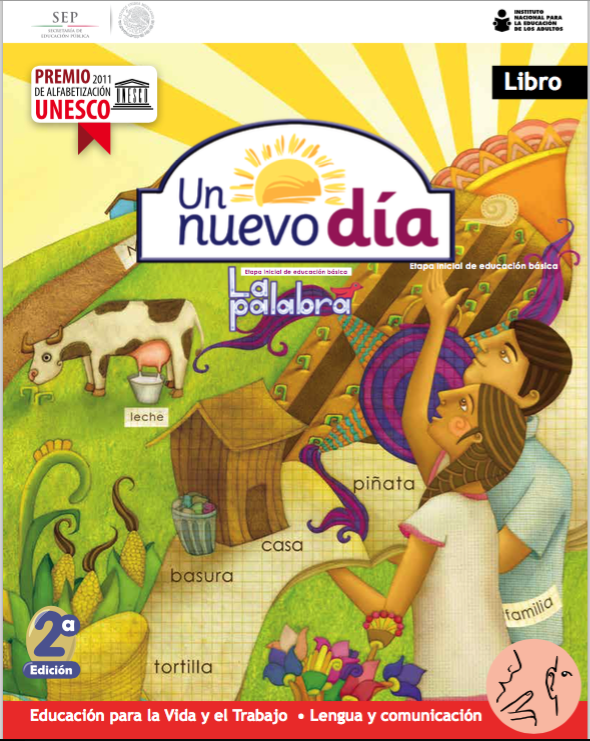 SEP
SECRETARÍA DE
EDUCACIÓN PÚBLICA
INSTITUTO
NACIONAL PARA
LA EDUCACIÓN
DE LOS ADULTOS
Libro
PREMIO 2011
DE ALFABETIZACIÓN
UNESCO
UNESCO
Un
nuevo día
Etapa inicial de educación básica
Etapa inicial de educación básica
La
palabra
leche
piñata
casa
basura
familia
tortilla
2a
Edición
Educación para la Vida y el Trabajo • Lengua y comunicación